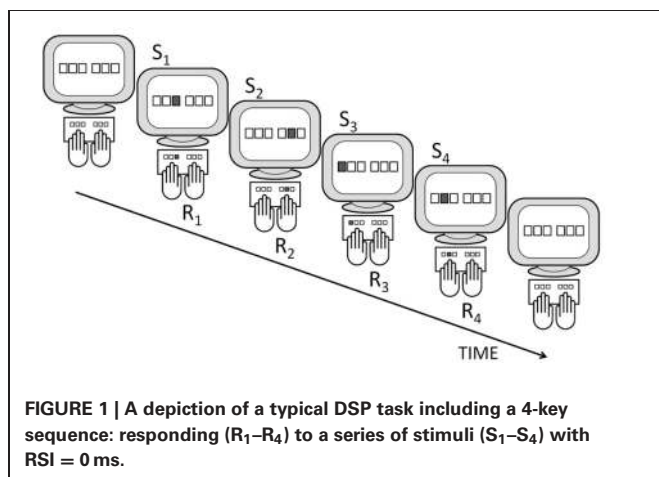 S1
S2
S3
S4
R1
R2
R3
R4
TIME
FIGURE 1 | A depiction of a typical DSP task including a 4-key
sequence: responding (R1–R4) to a series of stimuli (S1–S4) with
RSI = 0 ms.